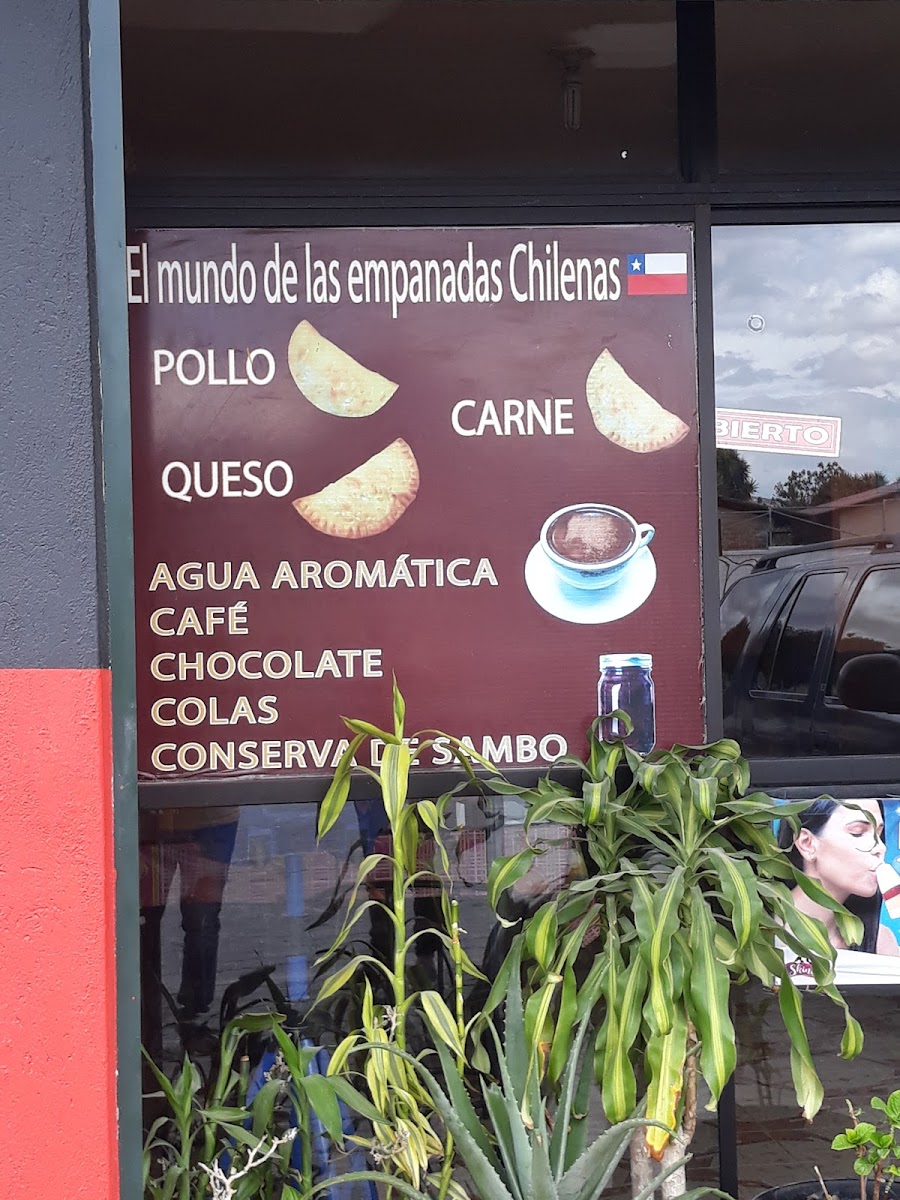 El mundo de las empanadas Chilenas
POLLO
CARNE
QUESO
AGUA AROMÁTICA
CAFÉ
CHOCOLATE
COLAS
CONSERVA DE SAMBO
BIERTO